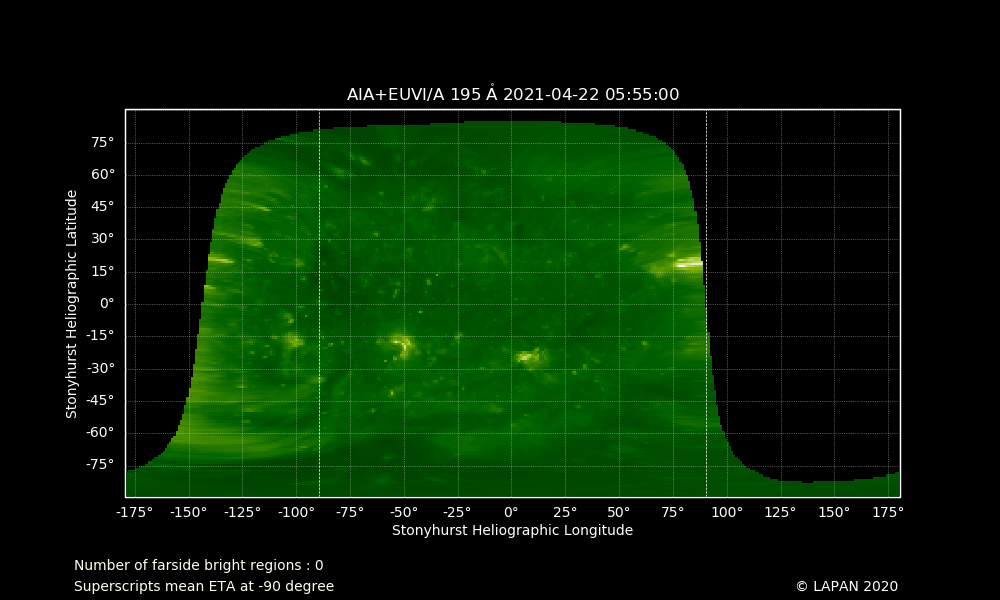 AIA+EUVI/A 195 Å 2021-04-22 05:55:00
75°
60°
45°
30°
15°
0°
-15°
-30°
-45°
-60°
-75°
Stonyhurst Heliographic Latitude
-175° -150° -125° -100° -75° -50° -25° 0° 25° 50° 75° 100° 125° 150° 175°
Stonyhurst Heliographic Longitude
Number of farside bright regions : 0
Superscripts mean ETA at -90 degree
© LAPAN 2020